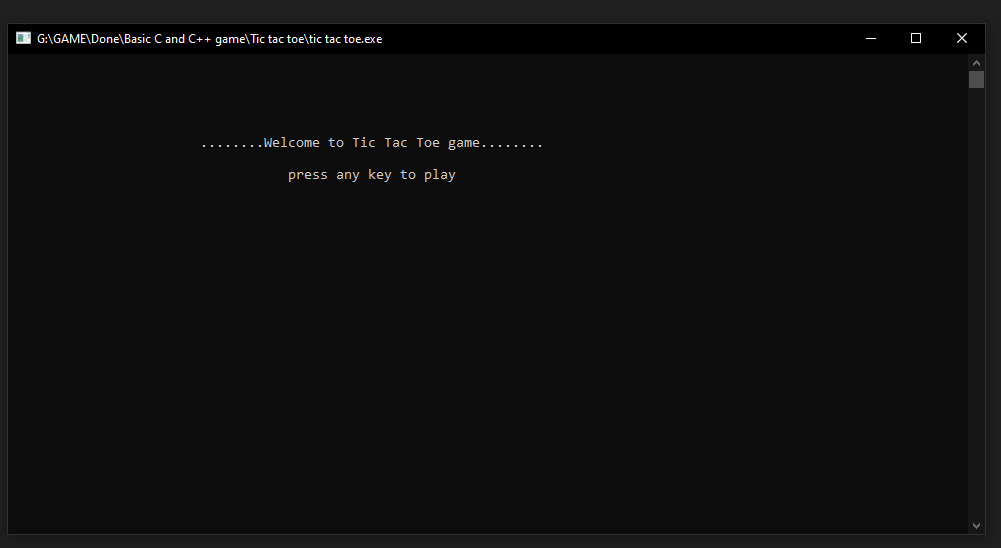 G:\GAME\Done\Basic C and C++ game\Tic tac toe\tic tac toe.exe
........Welcome to Tic Tac Toe game........
press any key to play